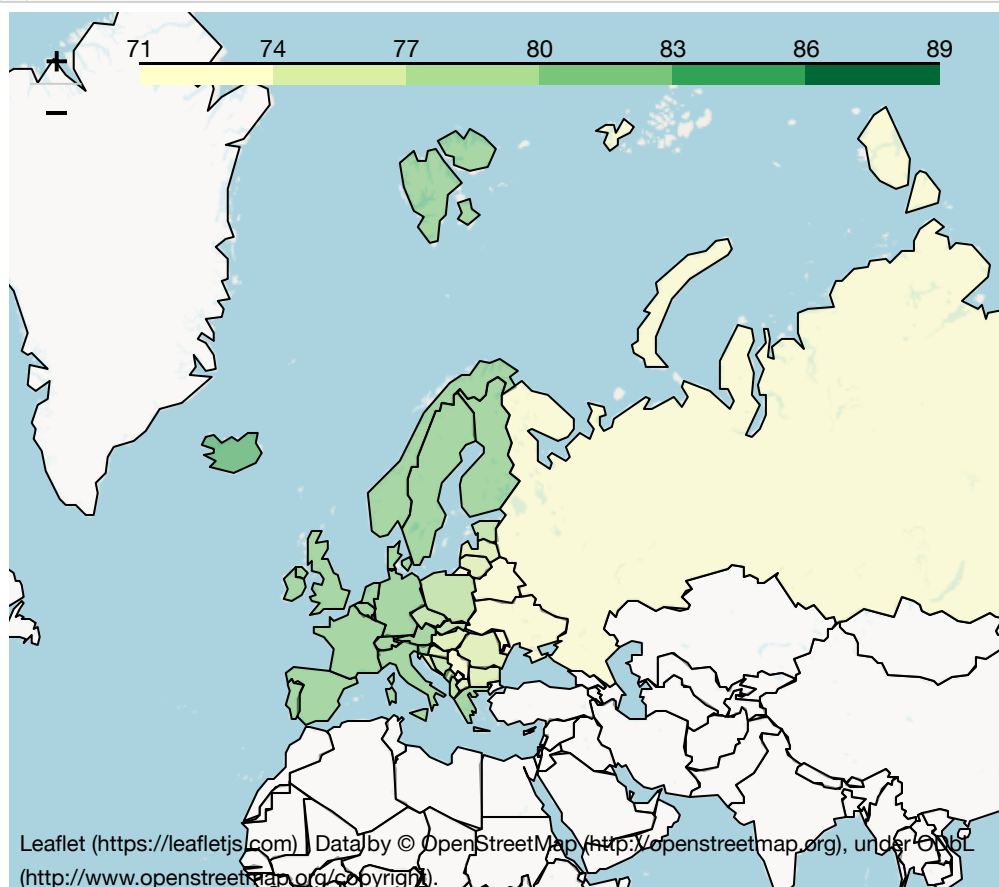 71 74 77 80 83 86 89
+
−
Leaflet (https://leafletjs.com) | Data by © OpenStreetMap (http://openstreetmap.org), under ODbL
(http://www.openstreetmap.org/copyright).